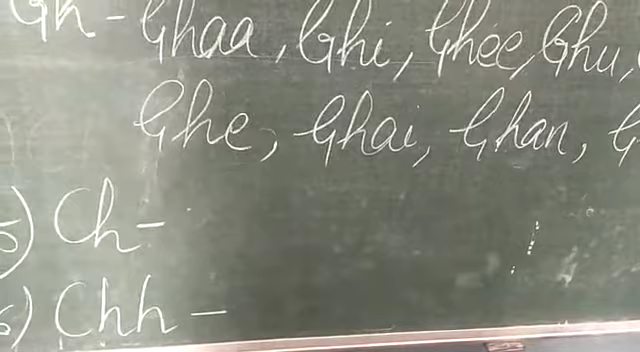 Gh - Ghaa, Ghi, Ghee, Ghu,
Ghe, Ghai, Ghan, G
5) Ch -
6) Chh -